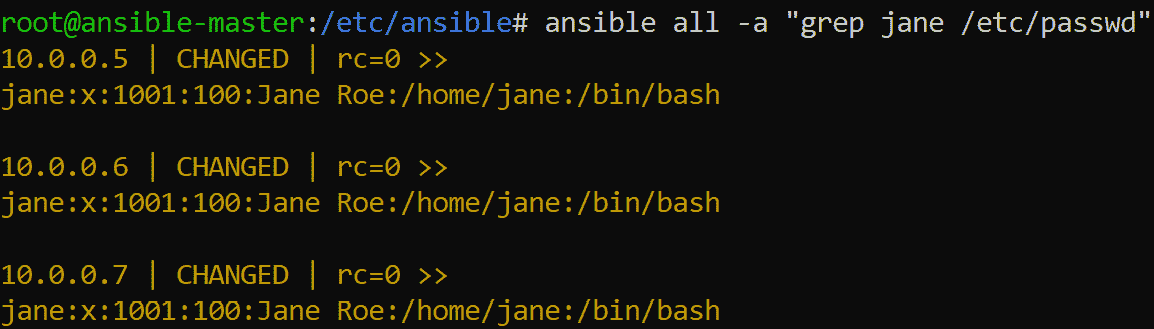 root@ansible-master:/etc/ansible# ansible all -a "grep jane /etc/passwd"
10.0.0.5 | CHANGED | rc=0 >>
jane:x:1001:100:Jane Roe:/home/jane:/bin/bash
10.0.0.6 | CHANGED | rc=0 >>
jane:x:1001:100:Jane Roe:/home/jane:/bin/bash
10.0.0.7 | CHANGED | rc=0 >>
jane:x:1001:100:Jane Roe:/home/jane:/bin/bash